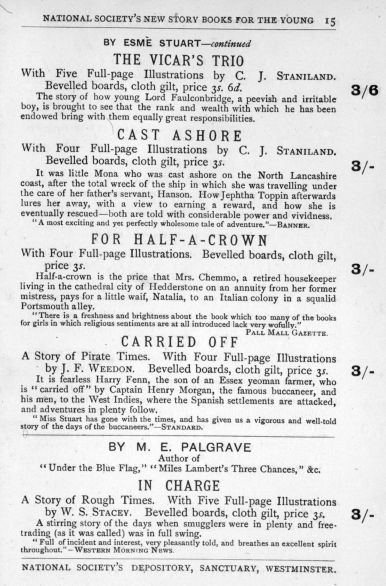 NATIONAL SOCIETY'S NEW STORY BOOKS FOR THE YOUNG 15
BY ESMÈ STUART—continued
THE VICAR'S TRIO
With Five Full-page Illustrations by C. J. STANILAND.
Bevelled boards, cloth gilt, price 3s. 6d.
3/6
The story of how young Lord Faulconbridge, a peevish and irritable
boy, is brought to see that the rank and wealth with which he has been
endowed bring with them equally great responsibilities.
CAST ASHORE
With Four Full-page Illustrations by C. J. STANILAND.
Bevelled boards, cloth gilt, price 3s.
3/-
It was little Mona who was cast ashore on the North Lancashire
coast, after the total wreck of the ship in which she was travelling under
the care of her father's servant, Hanson. How Jephtha Toppin afterwards
lures her away, with a view to earning a reward, and how she is
eventually rescued—both are told with considerable power and vividness.
"A most exciting and yet perfectly wholesome tale of adventure."—BANNER.
FOR HALF-A-CROWN
With Four Full-page Illustrations. Bevelled boards, cloth gilt,
price 3s.
3/-
Half-a-crown is the price that Mrs. Chemmo, a retired housekeeper
living in the cathedral city of Hedderstone on an annuity from her former
mistress, pays for a little waif, Natalia, to an Italian colony in a squalid
Portsmouth alley.
"There is a freshness and brightness about the book which too many of the books
for girls in which religious sentiments are at all introduced lack very wofully."
PALL MALL GAZETTE.
CARRIED OFF
A Story of Pirate Times. With Four Full-page Illustrations
by J. F. WEEDON. Bevelled boards, cloth gilt, price 3s.
3/-
It is fearless Harry Fenn, the son of an Essex yeoman farmer, who
is "carried off" by Captain Henry Morgan, the famous buccaneer, and
his men, to the West Indies, where the Spanish settlements are attacked,
and adventures in plenty follow.
"Miss Stuart has gone with the times, and has given us a vigorous and well-told
story of the days of the buccaneers."—STANDARD.
BY M. E. PALGRAVE
Author of
"Under the Blue Flag," "Miles Lambert's Three Chances," &c.
IN CHARGE
A Story of Rough Times. With Five Full-page Illustrations
by W. S. STACEY. Bevelled boards, cloth gilt, price 3s.
3/-
A stirring story of the days when smugglers were in plenty and free-
trading (as it was called) was in full swing.
"Full of incident and interest, very pleasantly told, and breathes an excellent spirit
throughout."—WESTERN MORNING NEWS.
NATIONAL SOCIETY'S DEPOSITORY, SANCTUARY, WESTMINSTER.